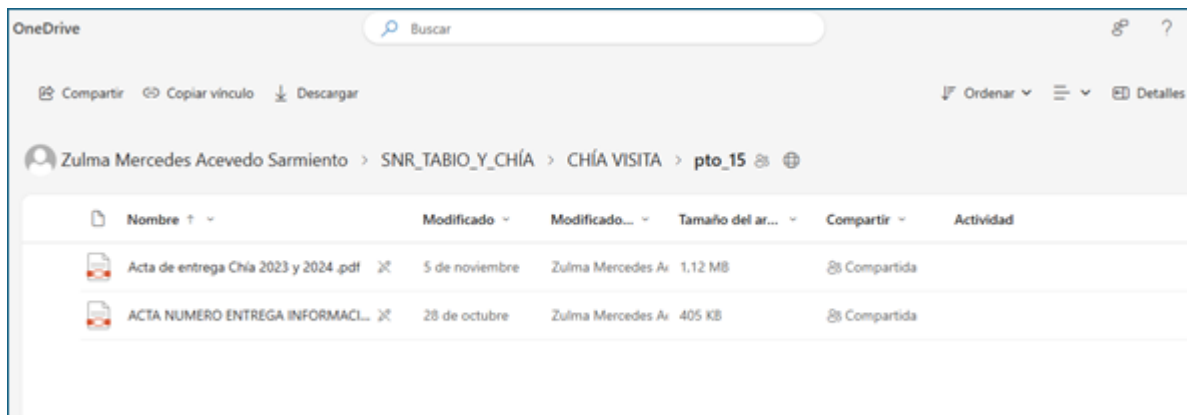 OneDrive
Buscar
?
Compartir Copiar vínculo Descargar
Ordenar Detalles
Zulma Mercedes Acevedo Sarmiento > SNR_TABIO_Y_CHÍA > CHÍA VISITA > pto_15
Nombre ↑ Modificado Modificado... Tamaño del ar... Compartir Actividad
Acta de entrega Chía 2023 y 2024 .pdf 5 de noviembre Zulma Mercedes A 1,12 MB Compartida
ACTA NUMERO ENTREGA INFORMACI... 28 de octubre Zulma Mercedes A 405 KB Compartida